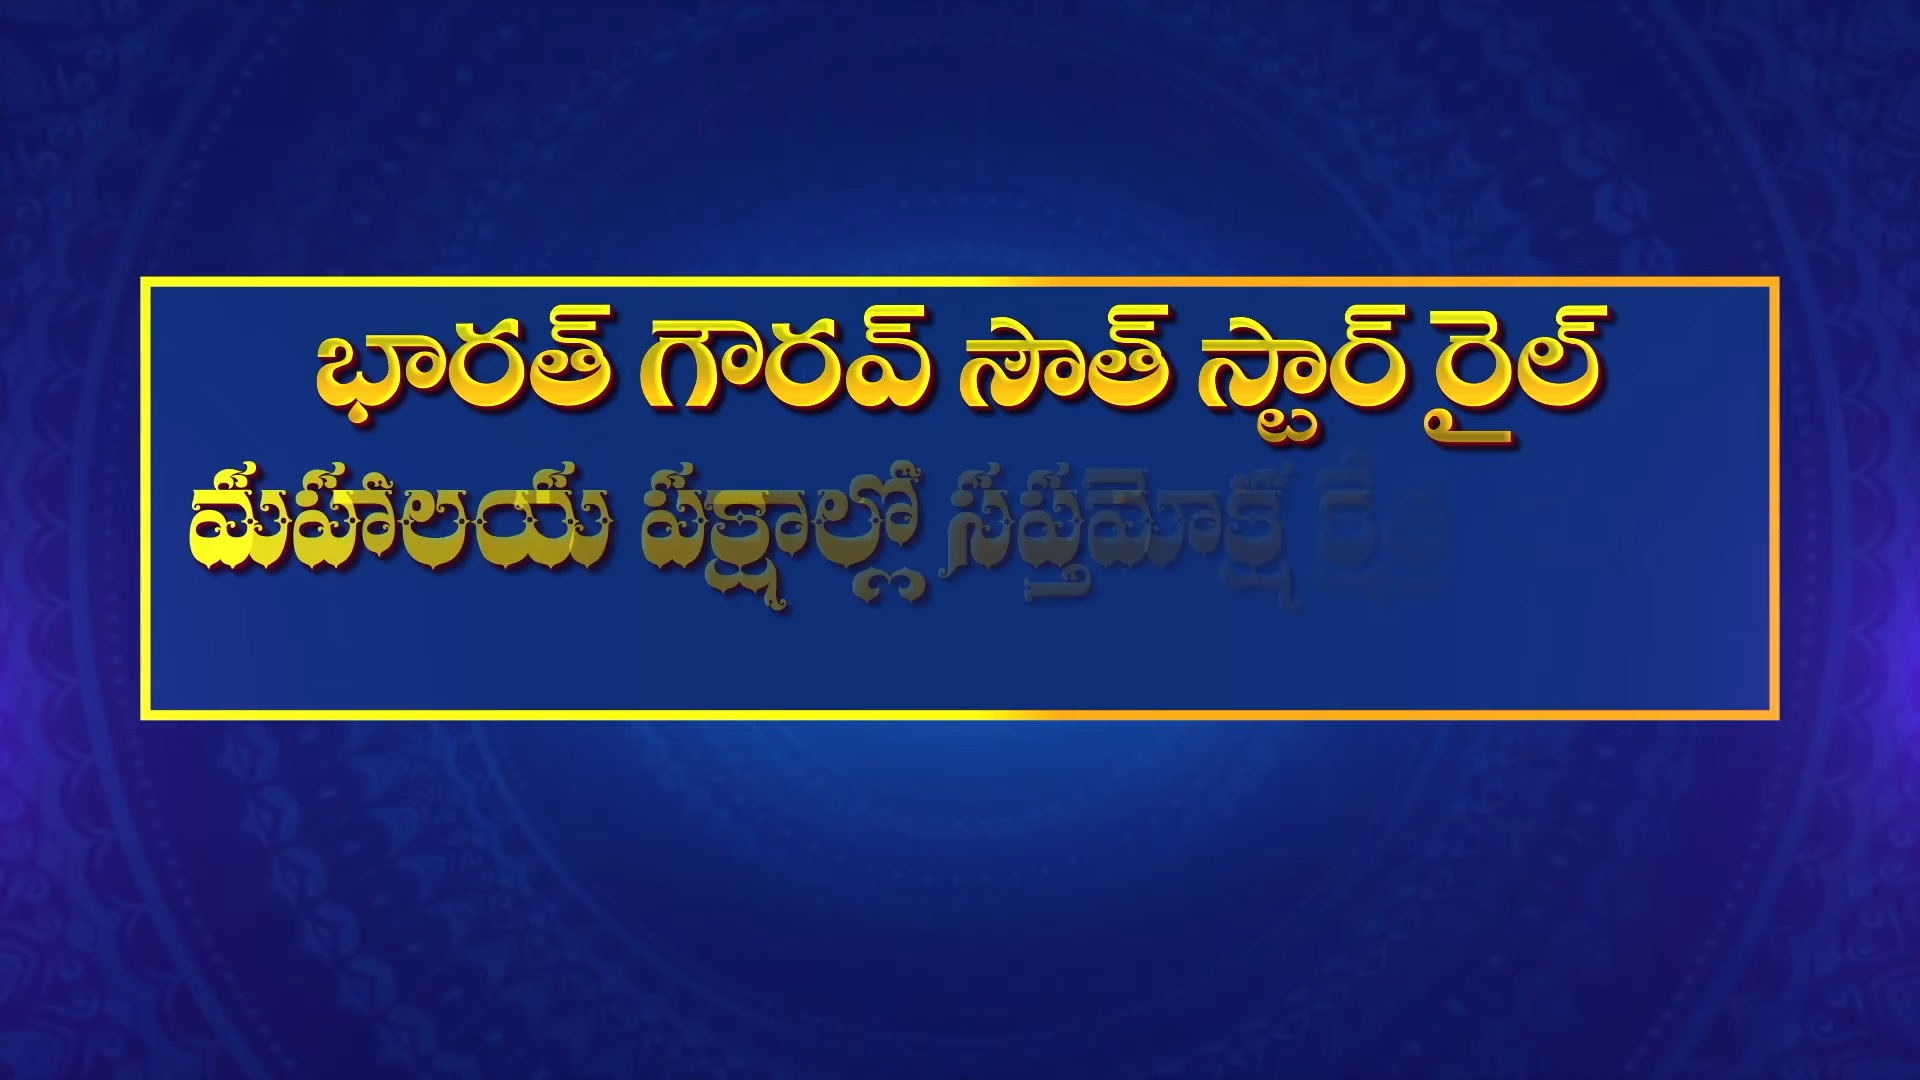 భారత్ గౌరవ్ సౌత్ స్టార్ రైల్
మహాలయ పక్షాల్లో సప్తమోక్ష